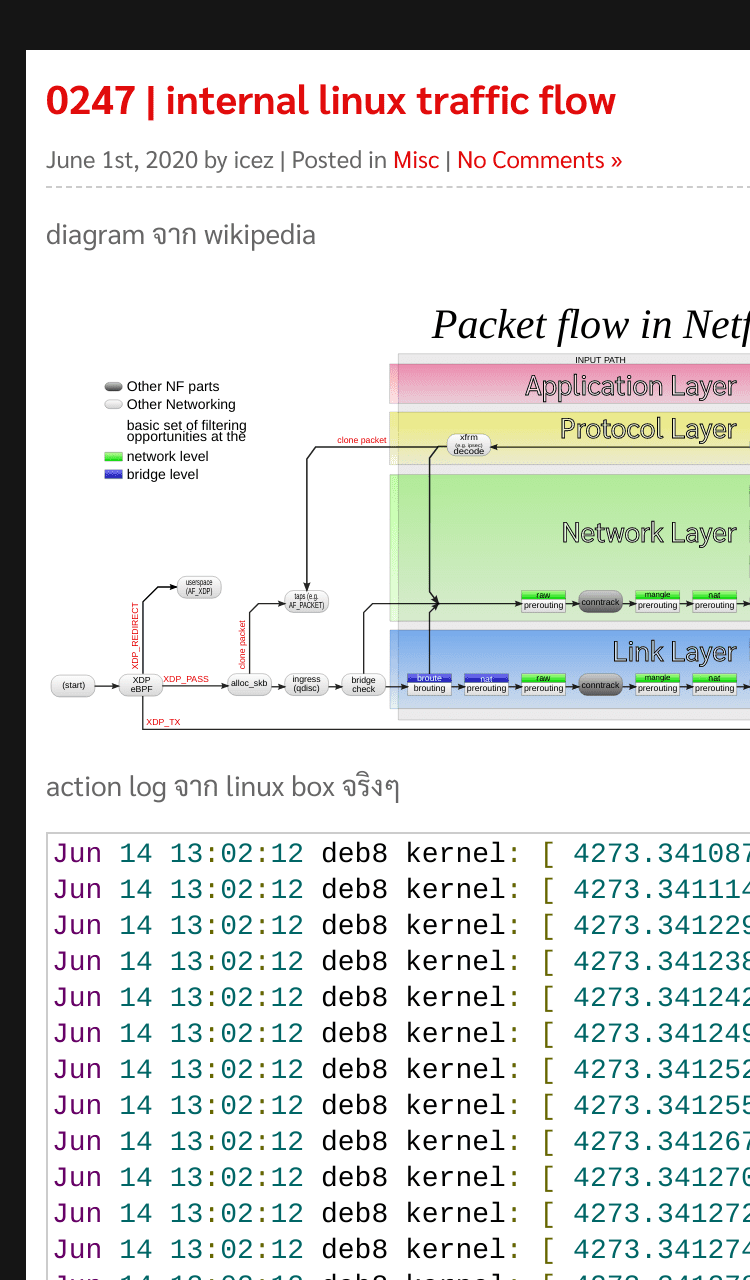 0247 | internal linux traffic flow
June 1st, 2020 by icez | Posted in Misc | No Comments »
diagram จาก wikipedia
Packet flow in Netf
INPUT PATH
Other NF parts
Other Networking
basic set of filtering
opportunities at the
network level
bridge level
Application Layer
Protocol Layer
clone packet
xfrm
(e.g. ipsec)
decode
Network Layer
userspace
(AF_XDP)
taps (e.g.
AF_PACKET)
raw
prerouting
conntrack
mangle
prerouting
nat
prerouting
XDP_REDIRECT
clone packet
Link Layer
(start)
XDP
eBPF
XDP_PASS
alloc_skb
ingress
(qdisc)
bridge
check
broute
brouting
nat
prerouting
raw
prerouting
conntrack
mangle
prerouting
nat
prerouting
XDP_TX
action log จาก linux box จริงๆ
Jun 14 13:02:12 deb8 kernel: [ 4273.341087
Jun 14 13:02:12 deb8 kernel: [ 4273.341114
Jun 14 13:02:12 deb8 kernel: [ 4273.341229
Jun 14 13:02:12 deb8 kernel: [ 4273.341238
Jun 14 13:02:12 deb8 kernel: [ 4273.341242
Jun 14 13:02:12 deb8 kernel: [ 4273.341249
Jun 14 13:02:12 deb8 kernel: [ 4273.341252
Jun 14 13:02:12 deb8 kernel: [ 4273.341255
Jun 14 13:02:12 deb8 kernel: [ 4273.341267
Jun 14 13:02:12 deb8 kernel: [ 4273.341270
Jun 14 13:02:12 deb8 kernel: [ 4273.341272
Jun 14 13:02:12 deb8 kernel: [ 4273.341274